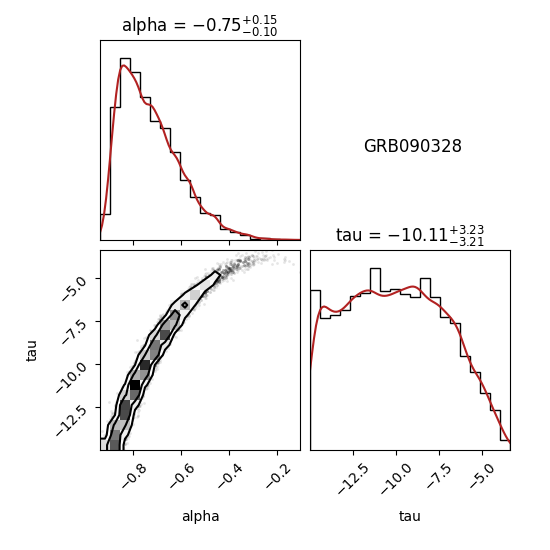 alpha = −0.75+0.15−0.10
GRB090328
tau = −10.11+3.23−3.21
−5.0
−7.5
−10.0
−12.5
tau
−0.8 −0.6 −0.4 −0.2
alpha
−12.5 −10.0 −7.5 −5.0
tau